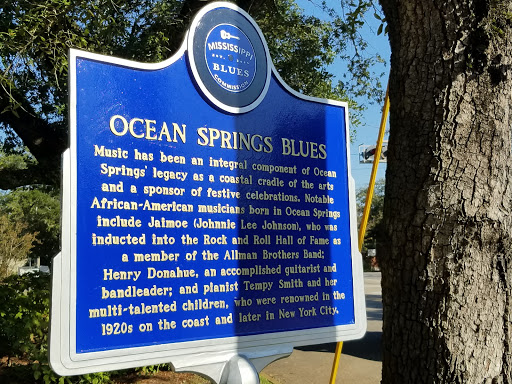 MISSISSIPPI
BLUES
COMMISSION
OCEAN SPRINGS BLUES
Music has been an integral component of Ocean
Springs' legacy as a coastal cradle of the arts
and a sponsor of festive celebrations. Notable
African-American musicians born in Ocean Springs
include Jaimoe (Johnnie Lee Johnson), who was
inducted into the Rock and Roll Hall of Fame as
a member of the Allman Brothers Band;
Henry Donahue, an accomplished guitarist and
bandleader; and pianist Tempy Smith and her
multi-talented children, who were renowned in the
1920s on the coast and later in New York City.